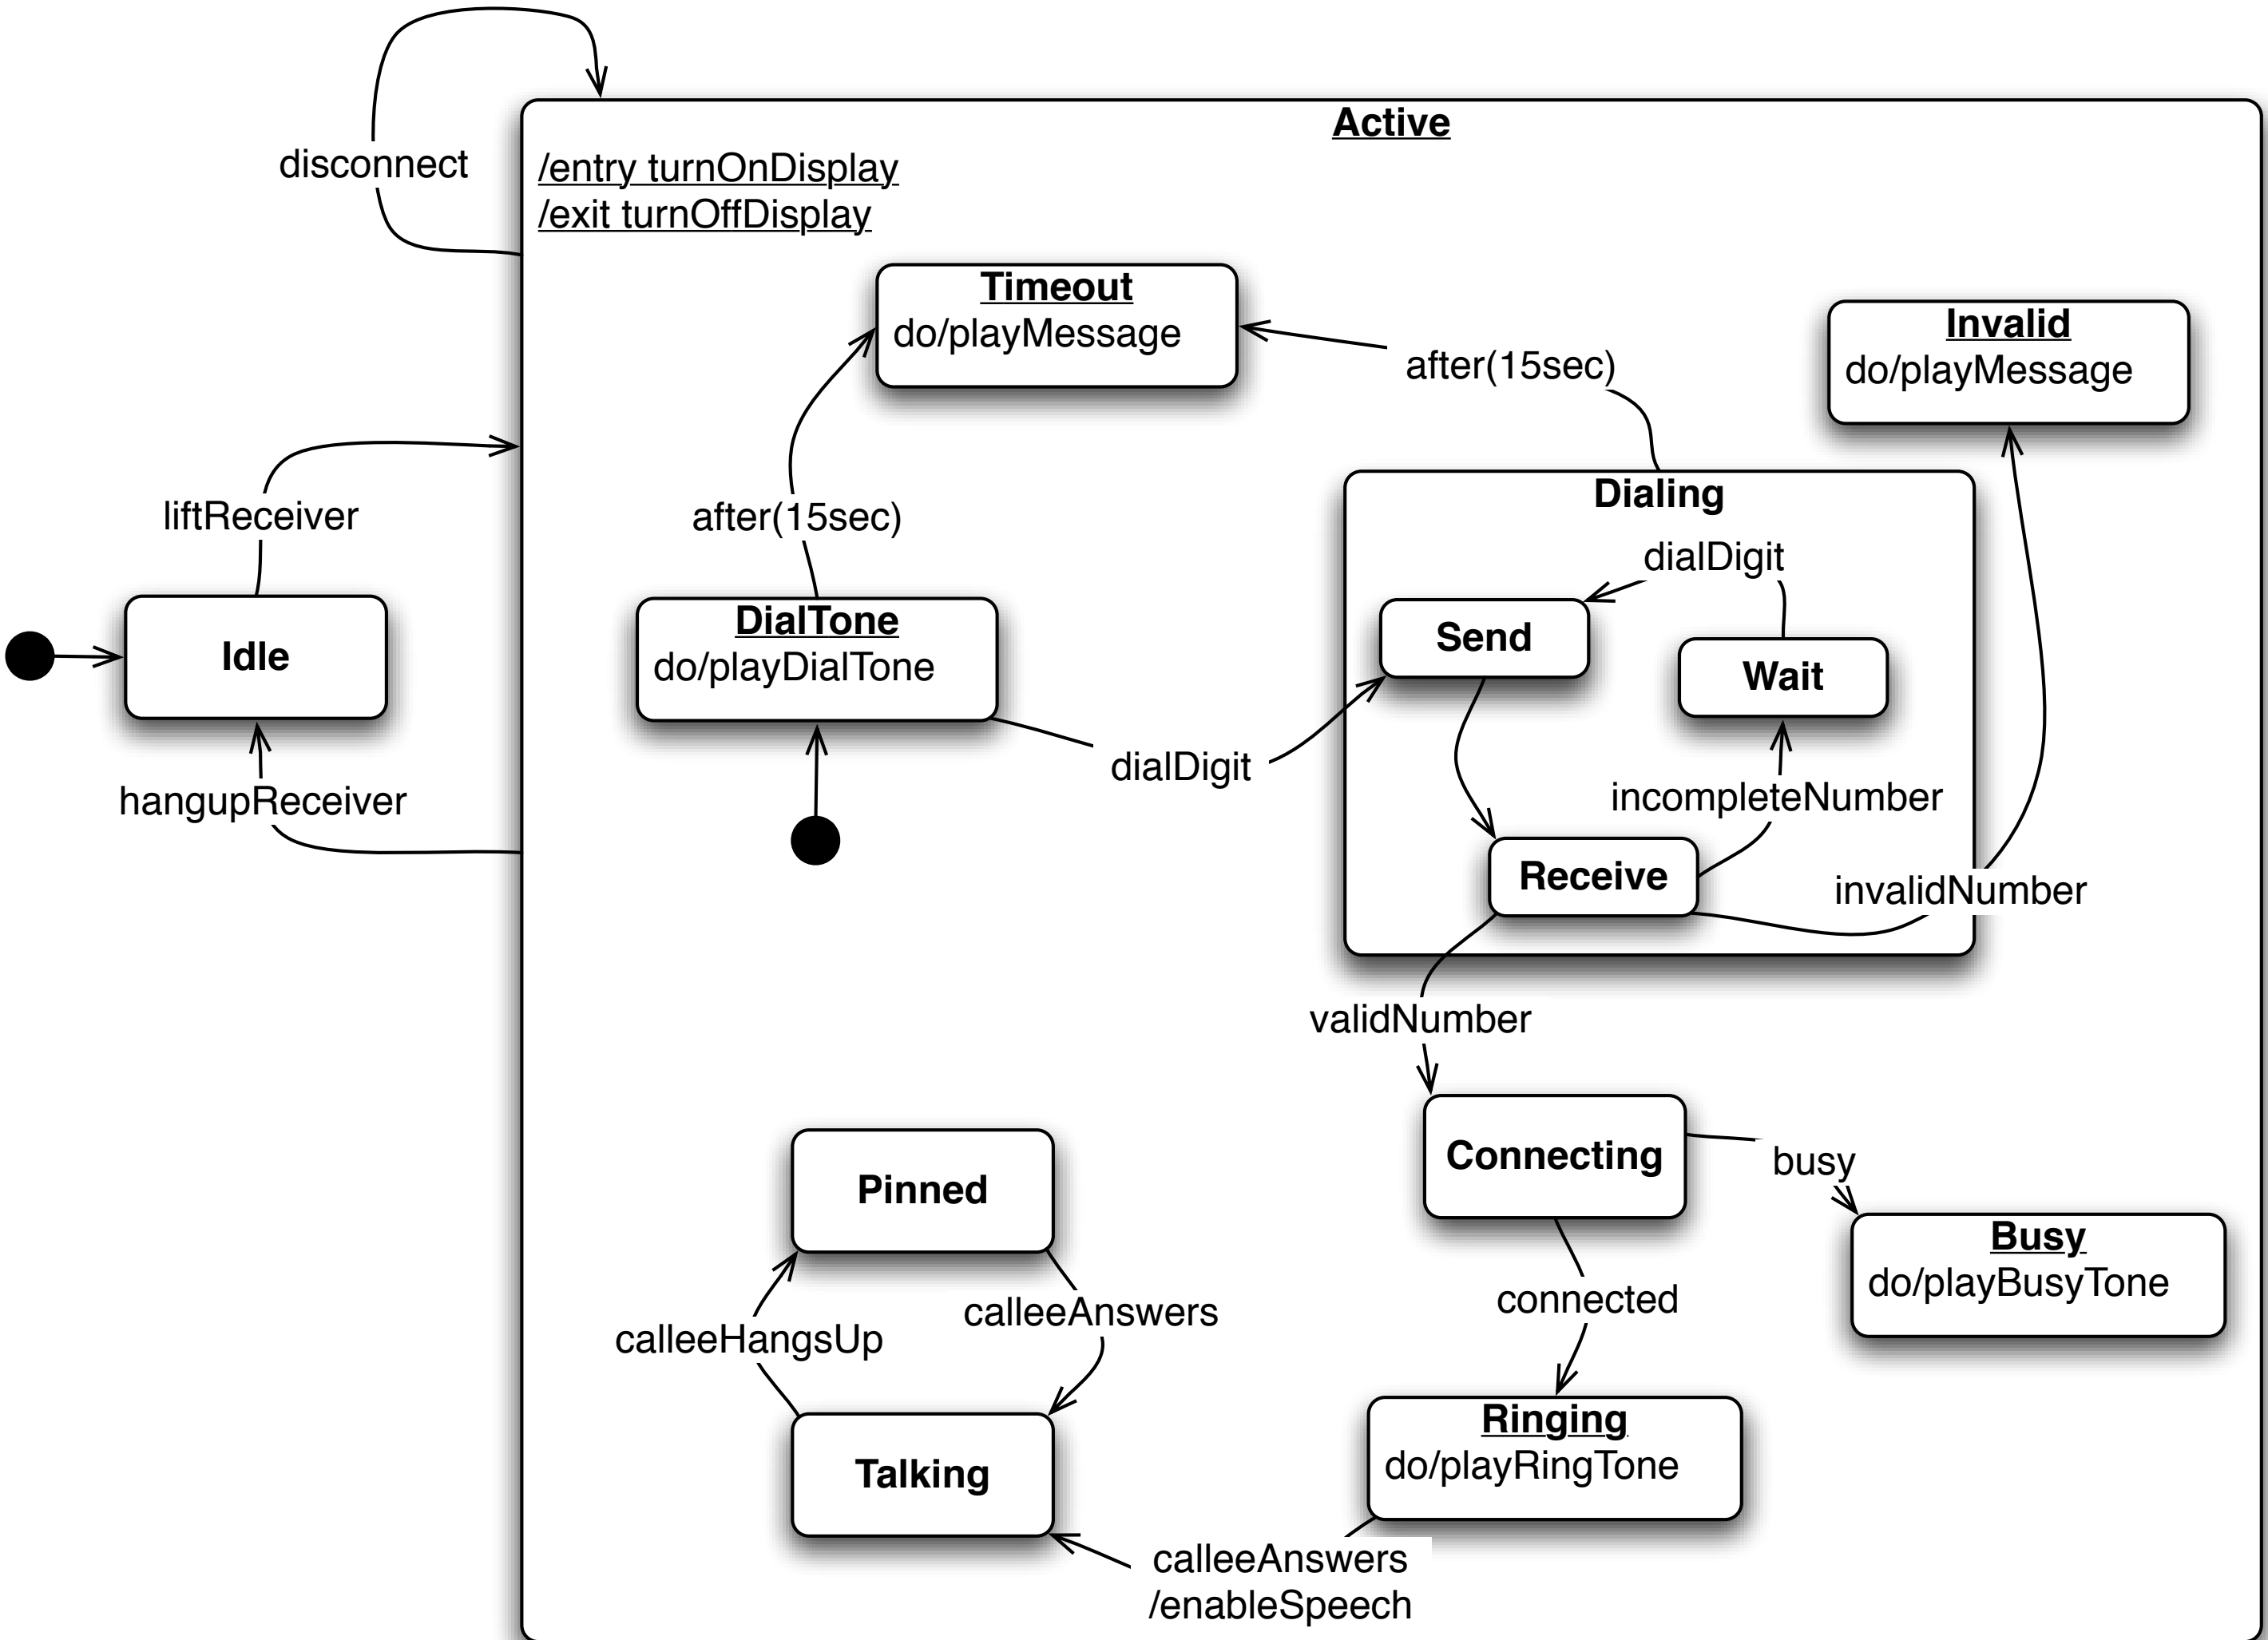 Active
disconnect
/entry turnOnDisplay
/exit turnOffDisplay
Timeout
do/playMessage
Invalid
do/playMessage
after(15sec)
Dialing
liftReceiver
after(15sec)
dialDigit
DialTone
do/playDialTone
Send
Idle
Wait
dialDigit
hangupReceiver
incompleteNumber
Receive
invalidNumber
validNumber
Connecting
busy
Pinned
Busy
do/playBusyTone
connected
calleeAnswers
calleeHangsUp
Ringing
do/playRingTone
Talking
calleeAnswers
/enableSpeech